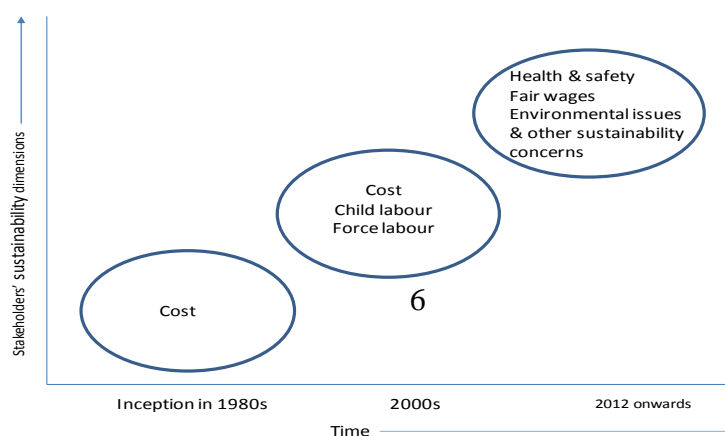 Stakeholders' sustainability dimensions
Health & safety
Fair wages
Environmental issues
& other sustainability
concerns
Cost
Child labour
Force labour
6
Cost
Inception in 1980s
2000s
2012 onwards
Time